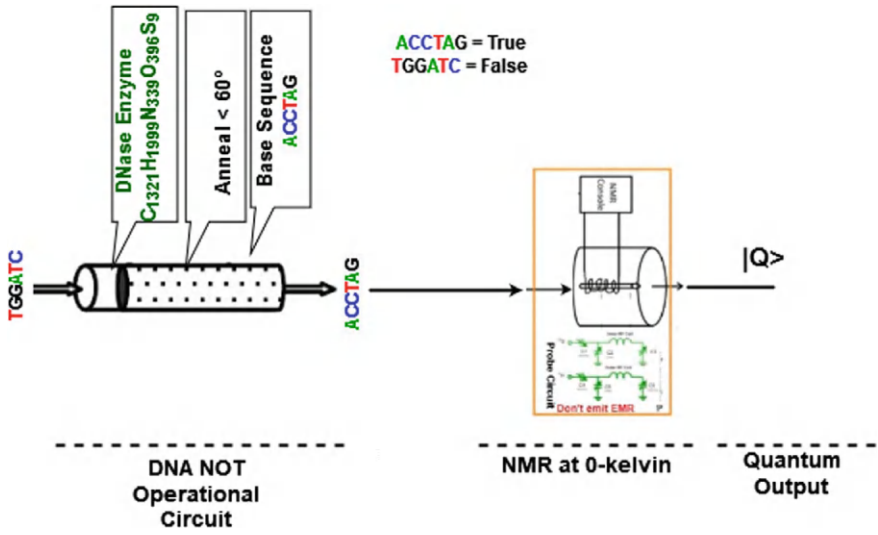 ACCTAG = True
TGGATC = False
DNase Enzyme
C1321H1999N339O396S9
Anneal < 60°
Base Sequence
ACCTAG
TGGATC
ACCTAG
NMR
Console
Probe Circuit
Don't emit EMR
|Q>
DNA NOT
Operational
Circuit
NMR at 0-kelvin
Quantum
Output